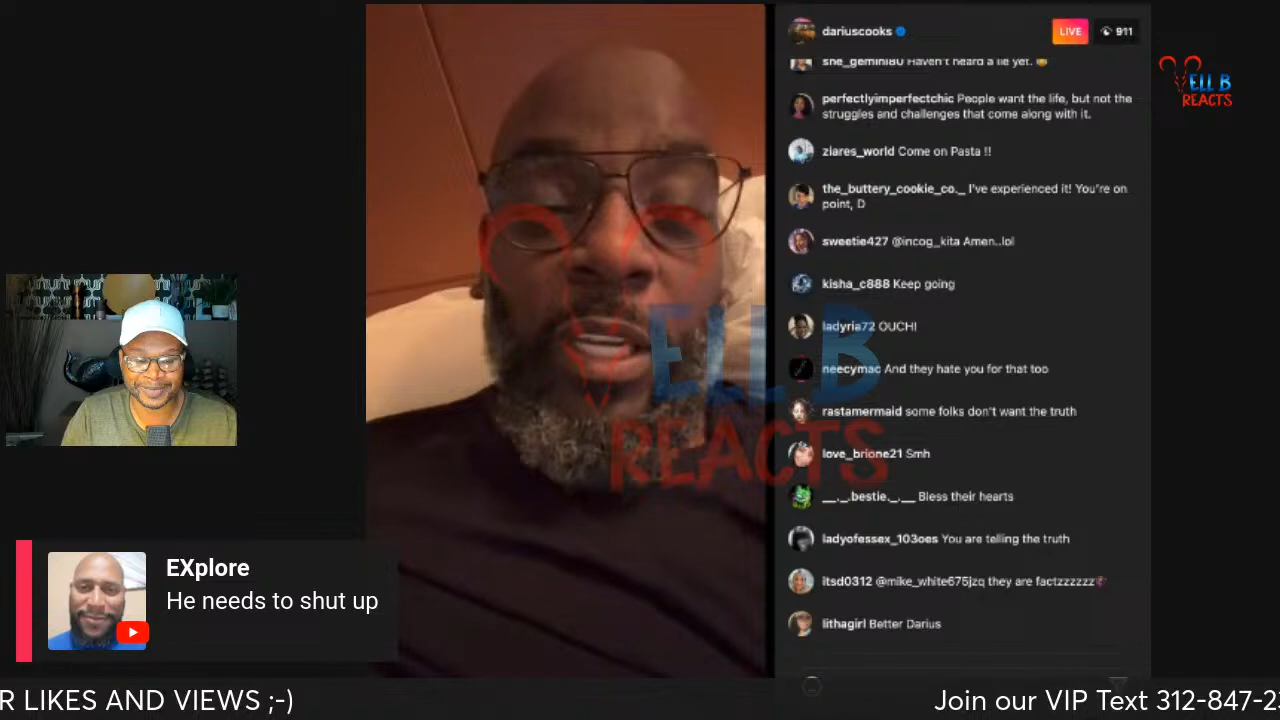 dariuscooks
LIVE
911
she_gemini80 Haven't heard a lie yet.
perfectlyimperfectchic People want the life, but not the
struggles and challenges that come along with it.
ziares_world Come on Pasta !!
the_buttery_cookie_co._ I've experienced it! You're on
point, D
sweetie427 @incog_kita Amen..lol
kisha_c888 Keep going
ladyria72 OUCH!
neecymac And they hate you for that too
rastamermaid some folks don't want the truth
love_brione21 Smh
__._.bestie._.__ Bless their hearts
ladyofessex_103oes You are telling the truth
itsd0312 @mike_white675jzq they are factzzzzzz
lithagirl Better Darius
ELL B
REACTS
ELL B
REACTS
EXplore
He needs to shut up
R LIKES AND VIEWS ;-)
Join our VIP Text 312-847-2